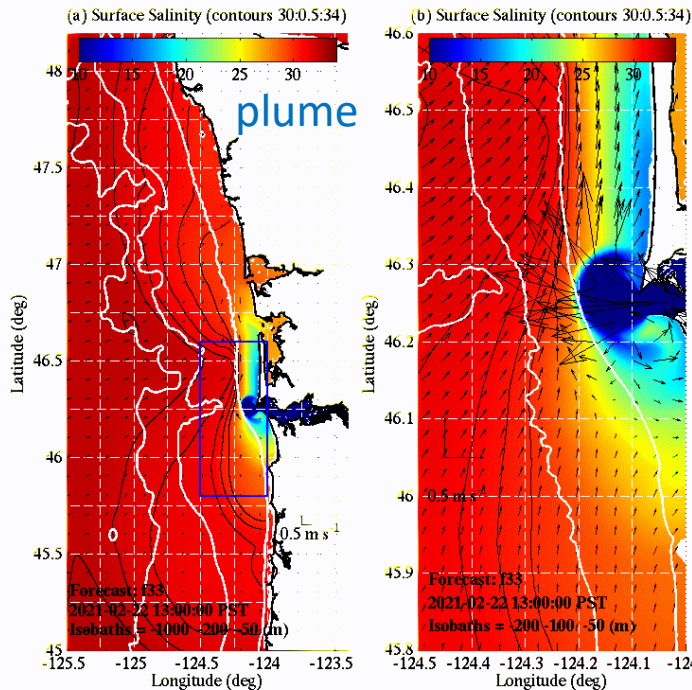 (a) Surface Salinity (contours 30:0.5:34)
10 15 20 25 30
plume
48
47.5
47
46.5
46
45.5
45
Latitude (deg)
0.5 m s-1
Forecast: f33
2021-02-22 13:00:00 PST
Isobaths = -1000 -200 -50 (m)
-125.5 -125 -124.5 -124 -123.5
Longitude (deg)
(b) Surface Salinity (contours 30:0.5:34)
10 15 20 25 30
46.6
46.5
46.4
46.3
46.2
46.1
46
45.9
45.8
Latitude (deg)
0.5 m s-1
Forecast: f33
2021-02-22 13:00:00 PST
Isobaths = -200 -100 -50 (m)
-124.5 -124.4 -124.3 -124.2 -124.1
Longitude (deg)